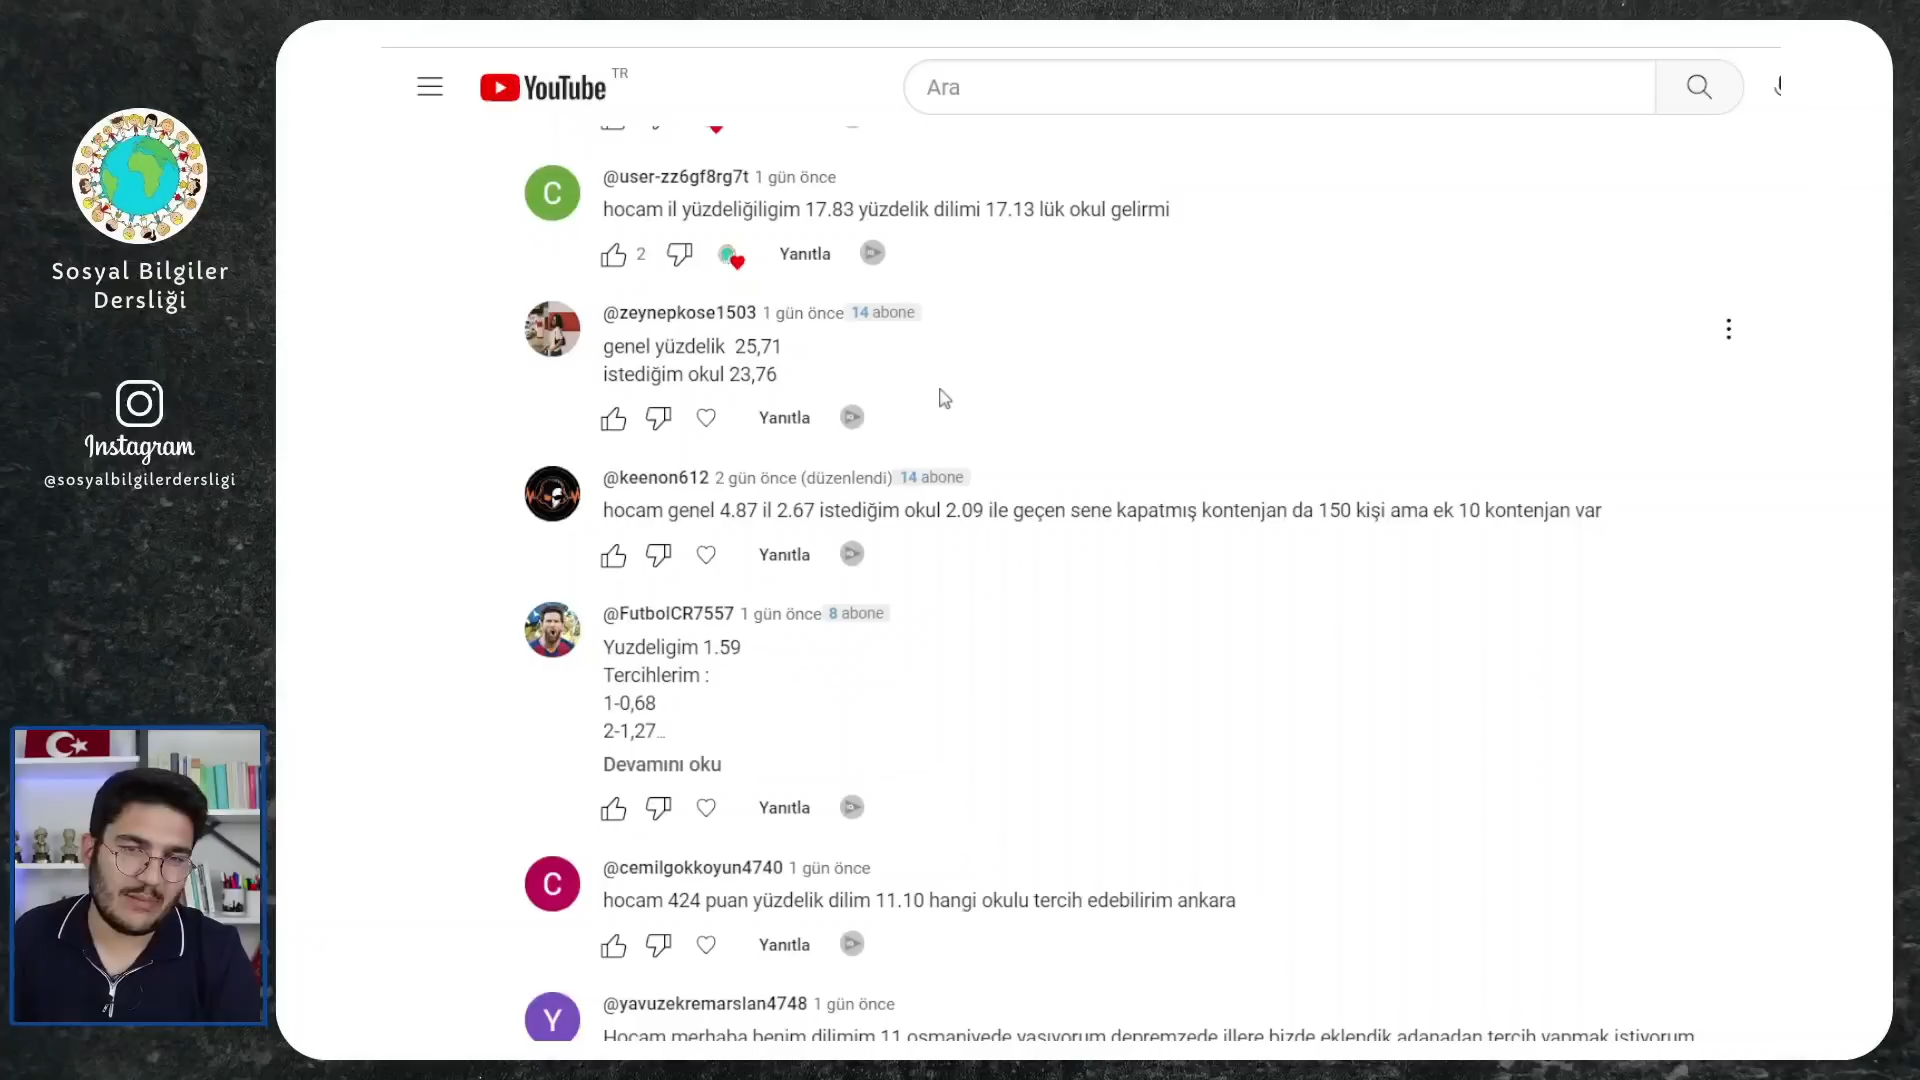 Sosyal Bilgiler
Dersliği
Instagram
@sosyalbilgilerdersligi
YouTube TR
Ara
@user-zz6gf8rg7t 1 gün önce
hocam il yüzdeliğiligim 17.83 yüzdelik dilimi 17.13 lük okul gelirmi
2 Yanıtla
@zeynepkose1503 1 gün önce 14 abone
genel yüzdelik 25,71
istediğim okul 23,76
Yanıtla
@keenon612 2 gün önce (düzenlendi) 14 abone
hocam genel 4.87 il 2.67 istediğim okul 2.09 ile geçen sene kapatmış kontenjan da 150 kişi ama ek 10 kontenjan var
Yanıtla
@FutbolCR7557 1 gün önce 8 abone
Yuzdeligim 1.59
Tercihlerim :
1-0,68
2-1,27...
Devamını oku
Yanıtla
C
@cemilgokkoyun4740 1 gün önce
hocam 424 puan yüzdelik dilim 11.10 hangi okulu tercih edebilirim ankara
Yanıtla
Y
@yavuzekremarslan4748 1 gün önce
Hocam merhaba benim dilimim 11 osmaniyede yaşıyorum depremzede illere bizde eklendik adanadan tercih yapmak istiyorum